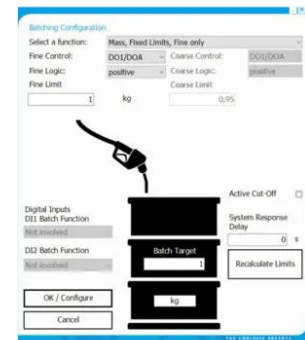 Batching Configuration
Select a function: Mass, Fixed Limits, Fine only
Fine Control: DO1/DOA Coarse Control: DO1/DOA
Fine Logic: positive Coarse Logic: positive
Fine Limit Coarse Limit
1 kg 0,95
Active Cut-Off
Digital Inputs
DI1 Batch Function
Not involved
System Response
Delay
0 s
DI2 Batch Function
Not involved
Batch Target
1
Recalculate Limits
OK / Configure
kg
Cancel